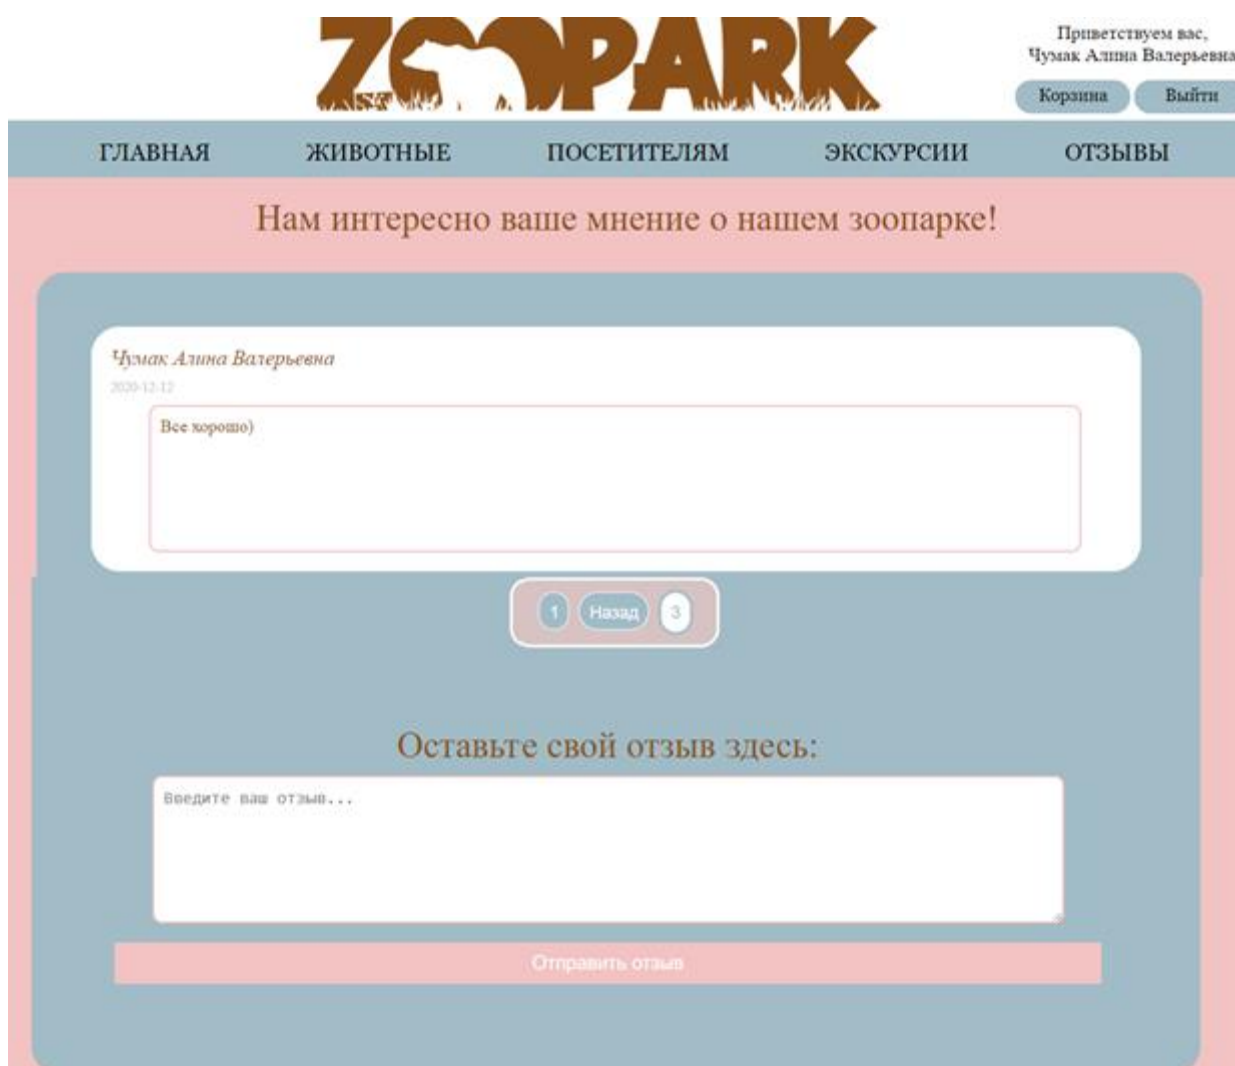 ZOOPARK
Приветствуем вас,
Чумак Алина Валерьевна
Корзина Выйти
ГЛАВНАЯ ЖИВОТНЫЕ ПОСЕТИТЕЛЯМ ЭКСКУРСИИ ОТЗЫВЫ
Нам интересно ваше мнение о нашем зоопарке!
Чумак Алина Валерьевна
2020-12-12
Все хорошо)
1 Назад 3
Оставьте свой отзыв здесь:
Введите ваш отзыв...
Отправить отзыв